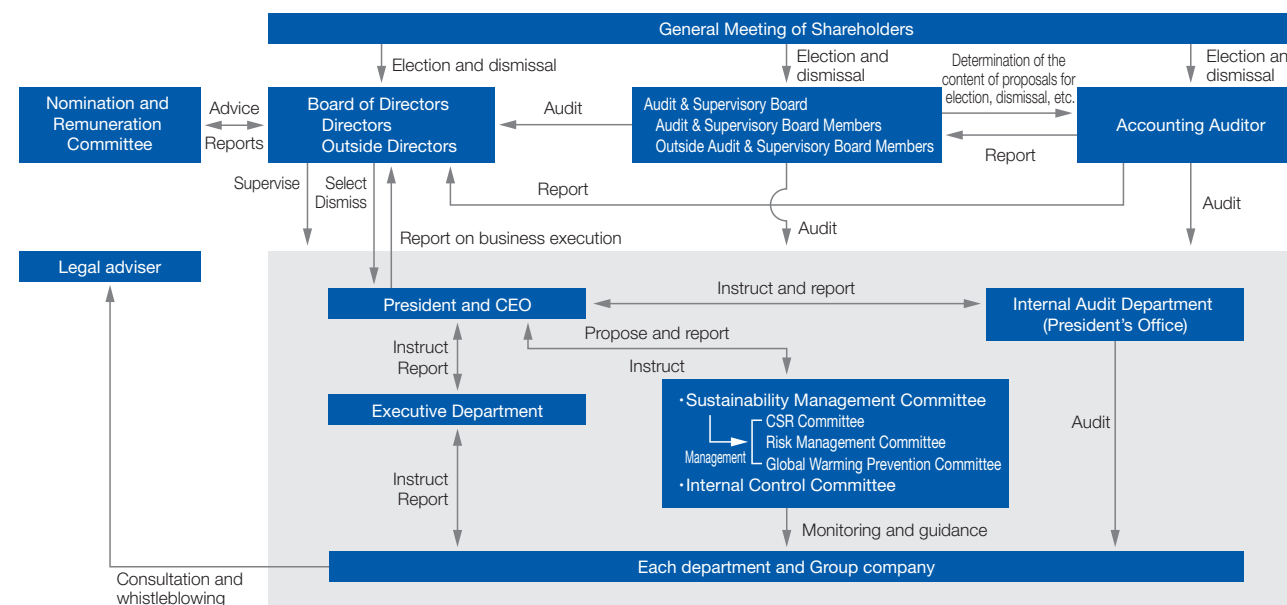 General Meeting of Shareholders
Election and dismissal
Election and
dismissal
Determination of the
content of proposals for
election, dismissal, etc.
Election an
dismissal
Nomination and
Remuneration
Committee
Advice
Reports
Board of Directors
Directors
Outside Directors
Audit
Audit & Supervisory Board
Audit & Supervisory Board Members
Outside Audit & Supervisory Board Members
Report
Accounting Auditor
Supervise
Select
Dismiss
Report
Audit
Report on business execution
Audit
Legal adviser
President and CEO
Instruct and report
Internal Audit Department
(President's Office)
Propose and report
Instruct
Instruct
Report
Executive Department
・Sustainability Management Committee
CSR Committee
Risk Management Committee
Management
Global Warming Prevention Committee
・Internal Control Committee
Audit
Instruct
Report
Monitoring and guidance
Each department and Group company
Consultation and
whistleblowing